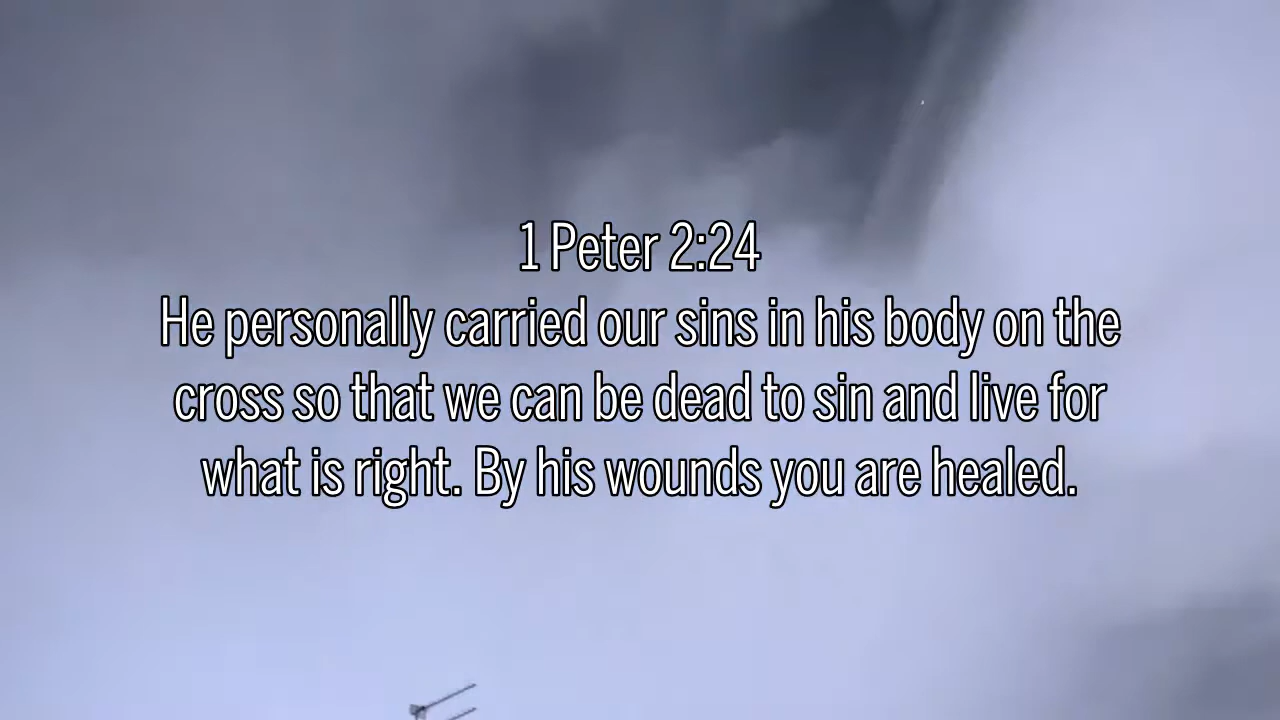 1 Peter 2:24
He personally carried our sins in his body on the
cross so that we can be dead to sin and live for
what is right. By his wounds you are healed.